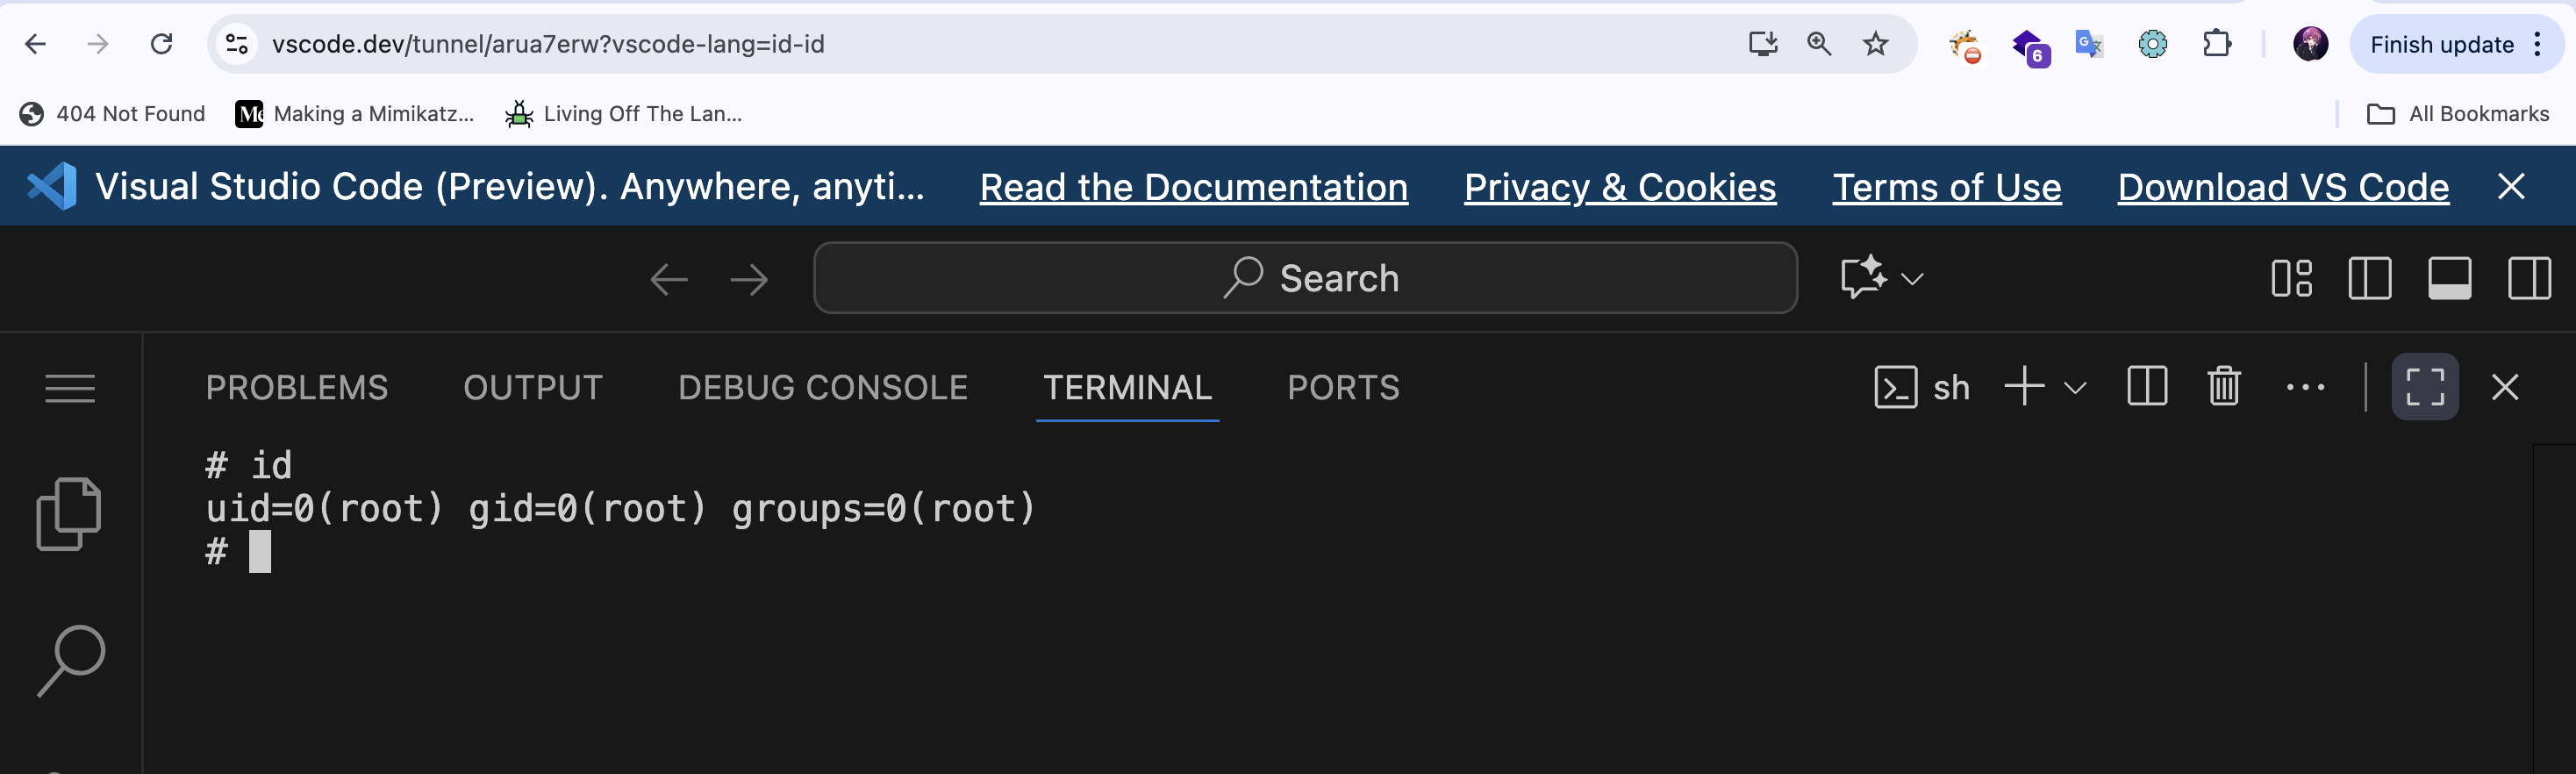 vscode.dev/tunnel/arua7erw?vscode-lang=id-id
6
Finish update
404 Not Found
Me
Making a Mimikatz...
Living Off The Lan...
All Bookmarks
Visual Studio Code (Preview). Anywhere, anyti... Read the Documentation Privacy & Cookies Terms of Use Download VS Code
Search
PROBLEMS OUTPUT DEBUG CONSOLE TERMINAL PORTS sh
# id
uid=0(root) gid=0(root) groups=0(root)
#